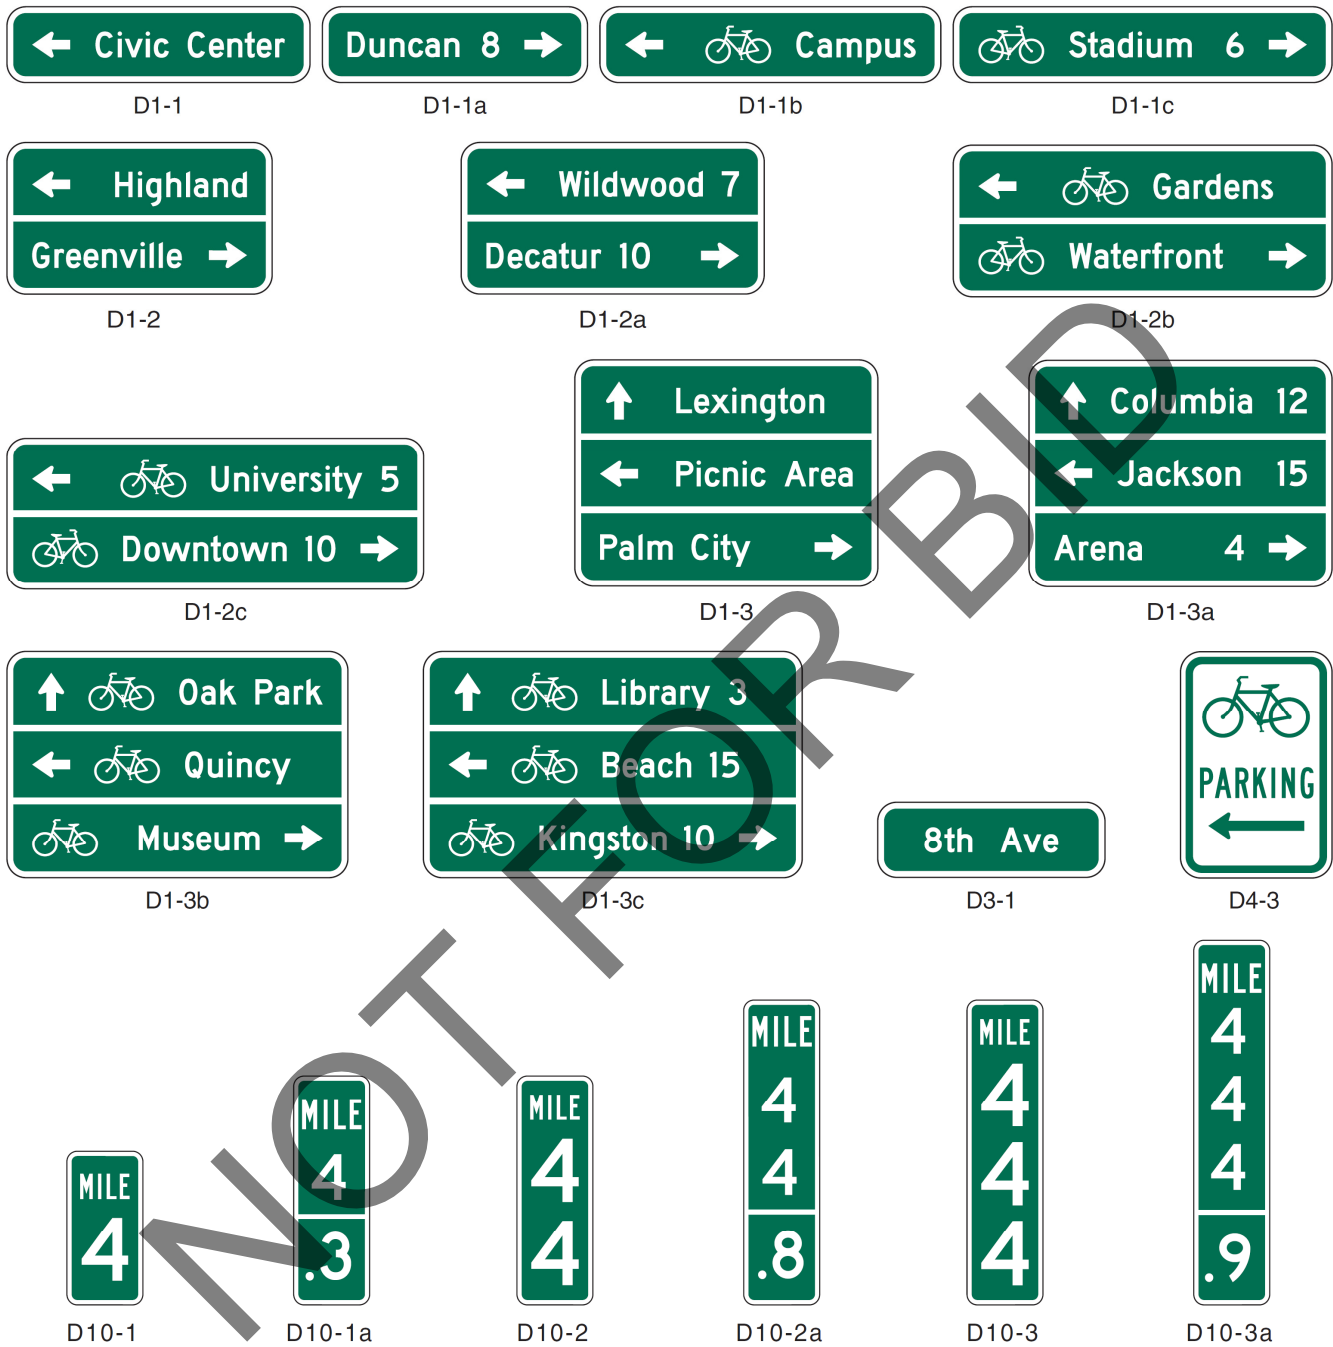 Civic Center
D1-1
Duncan 8
D1-1a
Campus
D1-1b
Stadium 6
D1-1c
Highland
Greenville
D1-2
Wildwood 7
Decatur 10
D1-2a
Gardens
Waterfront
D1-2b
University 5
Downtown 10
D1-2c
Lexington
Picnic Area
Palm City
D1-3
Columbia 12
Jackson 15
Arena 4
D1-3a
Oak Park
Quincy
Museum
D1-3b
Library 3
Beach 15
Kingston 10
D1-3c
8th Ave
D3-1
PARKING
D4-3
MILE
4
D10-1
MILE
4
.3
D10-1a
MILE
4
4
D10-2
MILE
4
4
.8
D10-2a
MILE
4
4
4
D10-3
MILE
4
4
4
.9
D10-3a
NOT FOR BID